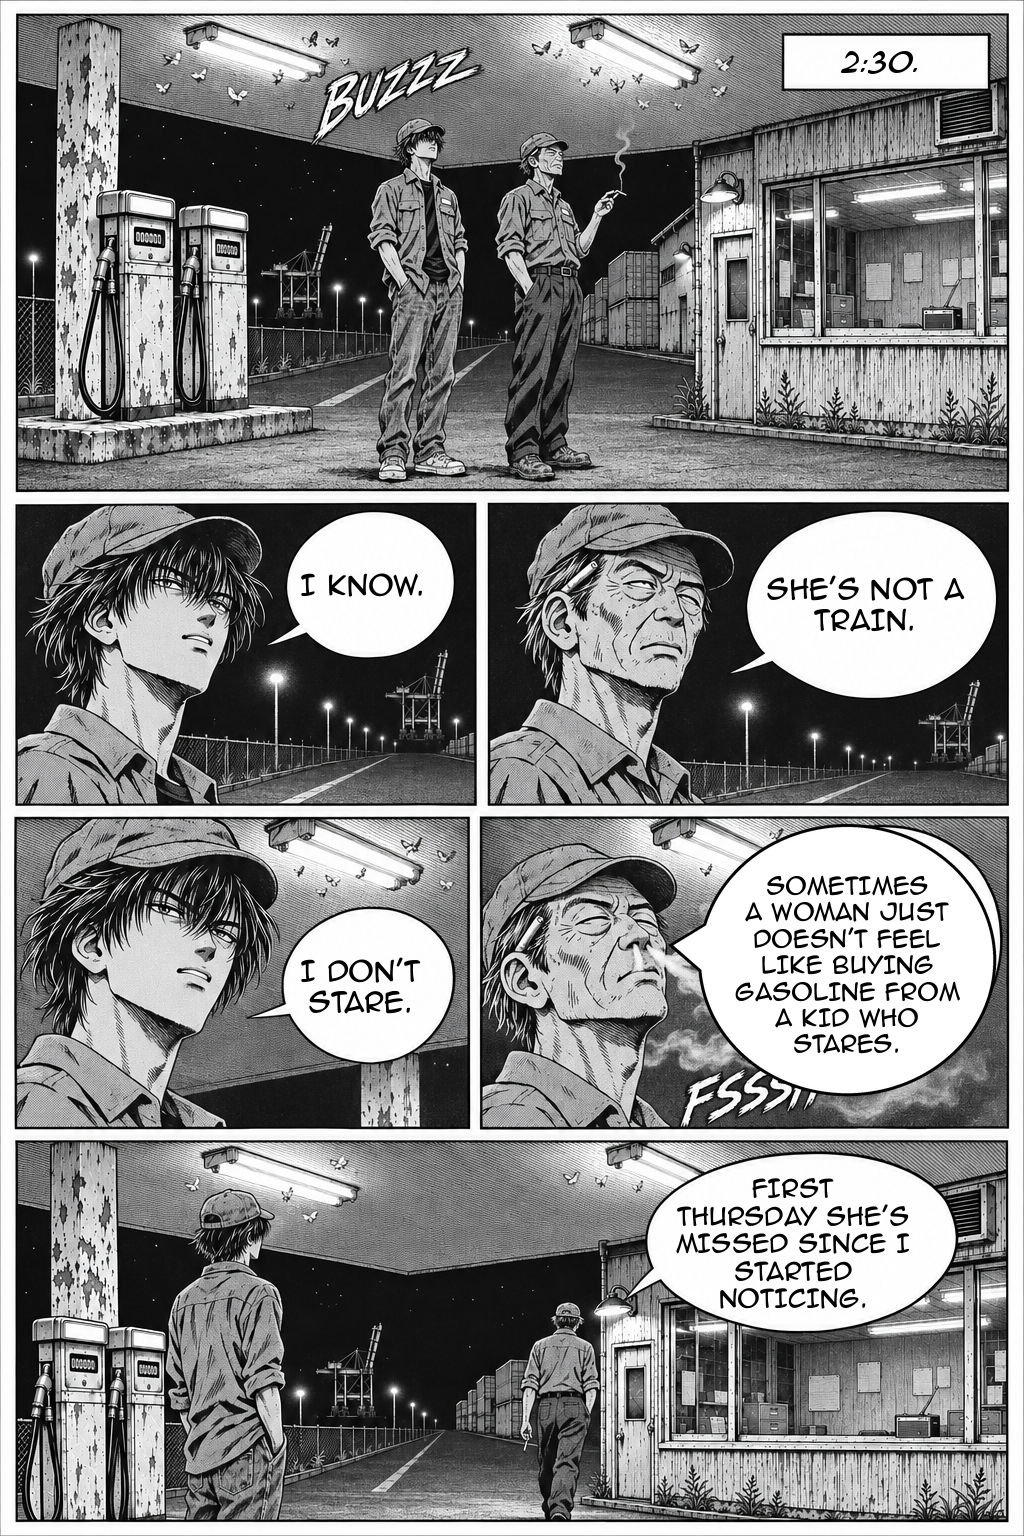 2:30.
BUZZZ
I KNOW.
SHE'S NOT A
TRAIN.
I DON'T
STARE.
SOMETIMES
A WOMAN JUST
DOESN'T FEEL
LIKE BUYING
GASOLINE FROM
A KID WHO
STARES.
FIRST
THURSDAY SHE'S
MISSED SINCE I
STARTED
NOTICING.